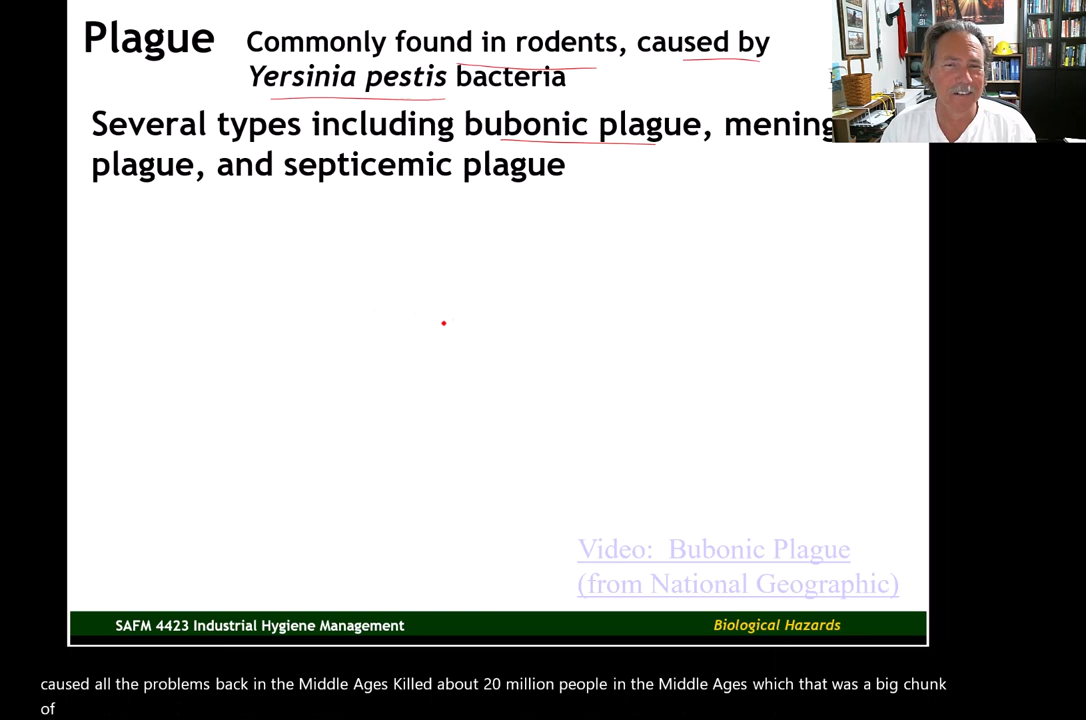 Plague Commonly found in rodents, caused by
Yersinia pestis bacteria
Several types including bubonic plague, mening
plague, and septicemic plague
Video: Bubonic Plague
(from National Geographic)
SAFM 4423 Industrial Hygiene Management Biological Hazards
caused all the problems back in the Middle Ages Killed about 20 million people in the Middle Ages which that was a big chunk
of